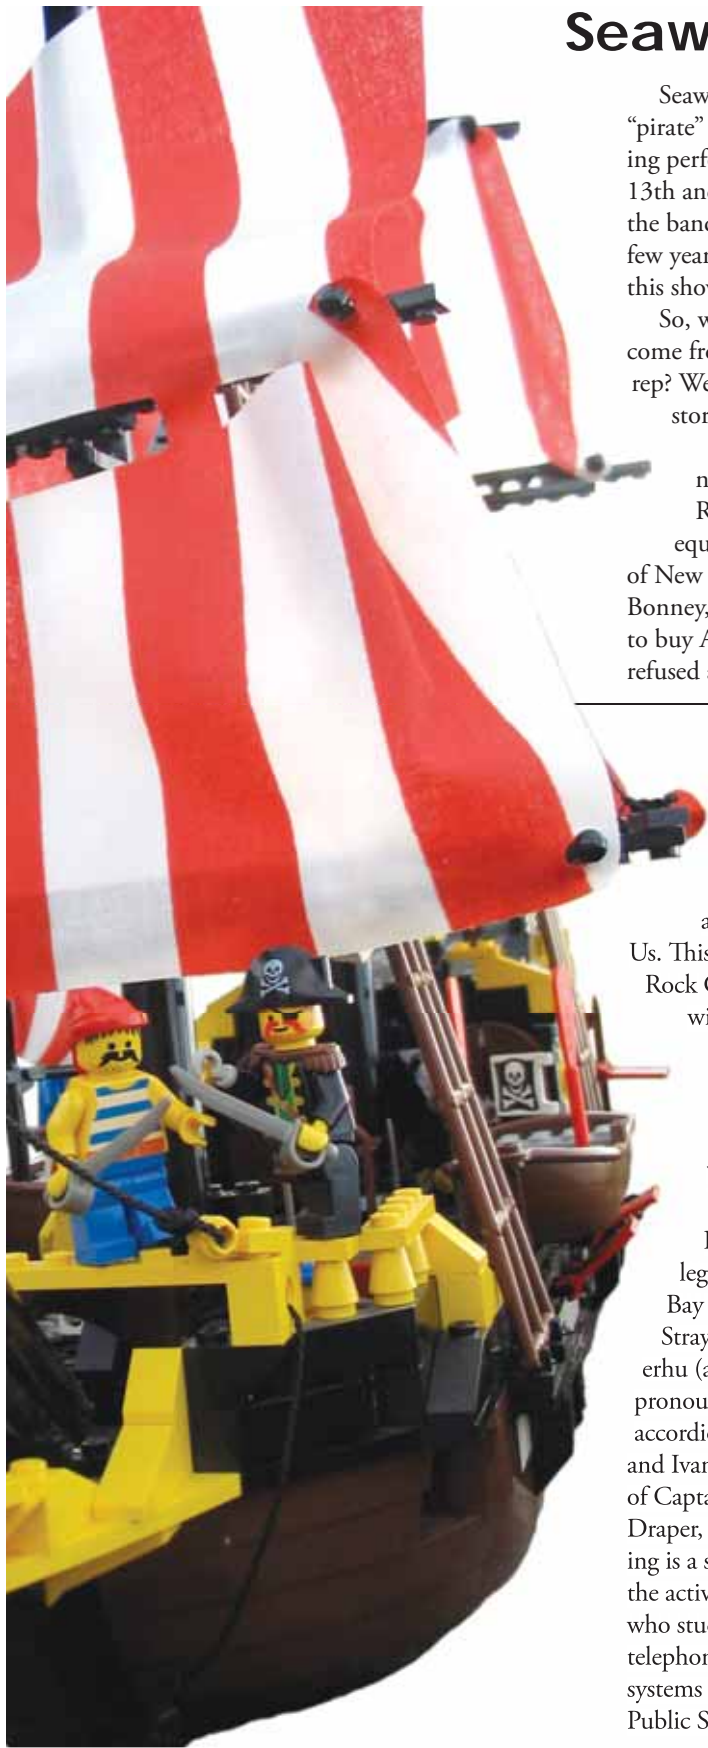 Seaw
Seaw
“pirate”
ing perf
13th an
the band
few year
this show
So, w
come fro
rep? We
stor
n
R
equ
of New
Bonney,
to buy A
refused
a
Us. This
Rock
wi
leg
Bay
Stray
erhu (a
pronou
accordi
and Ivan
of Capta
Draper,
ing is a s
the activ
who stu
telephon
systems
Public S